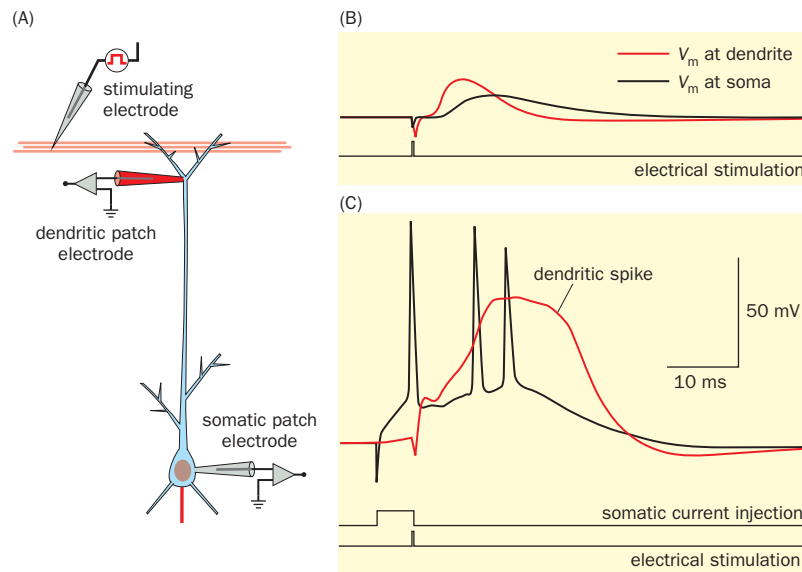 (A)
stimulating
electrode
dendritic patch
electrode
somatic patch
electrode
(B)
Vm at dendrite
Vm at soma
electrical stimulation
(C)
dendritic spike
50 mV
10 ms
somatic current injection
electrical stimulation